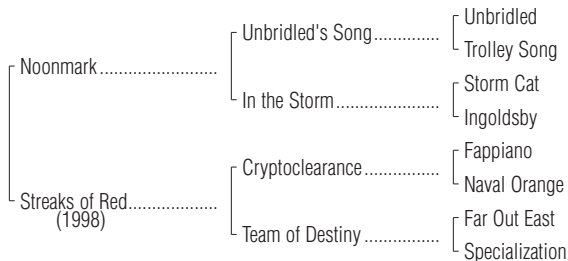 Unbridled
Unbridled's Song..............
Trolley Song
Noonmark........................
Storm Cat
In the Storm.....................
Ingoldsby
Fappiano
Cryptoclearance...............
Naval Orange
Streaks of Red..................
(1998)
Far Out East
Team of Destiny ...............
Specialization